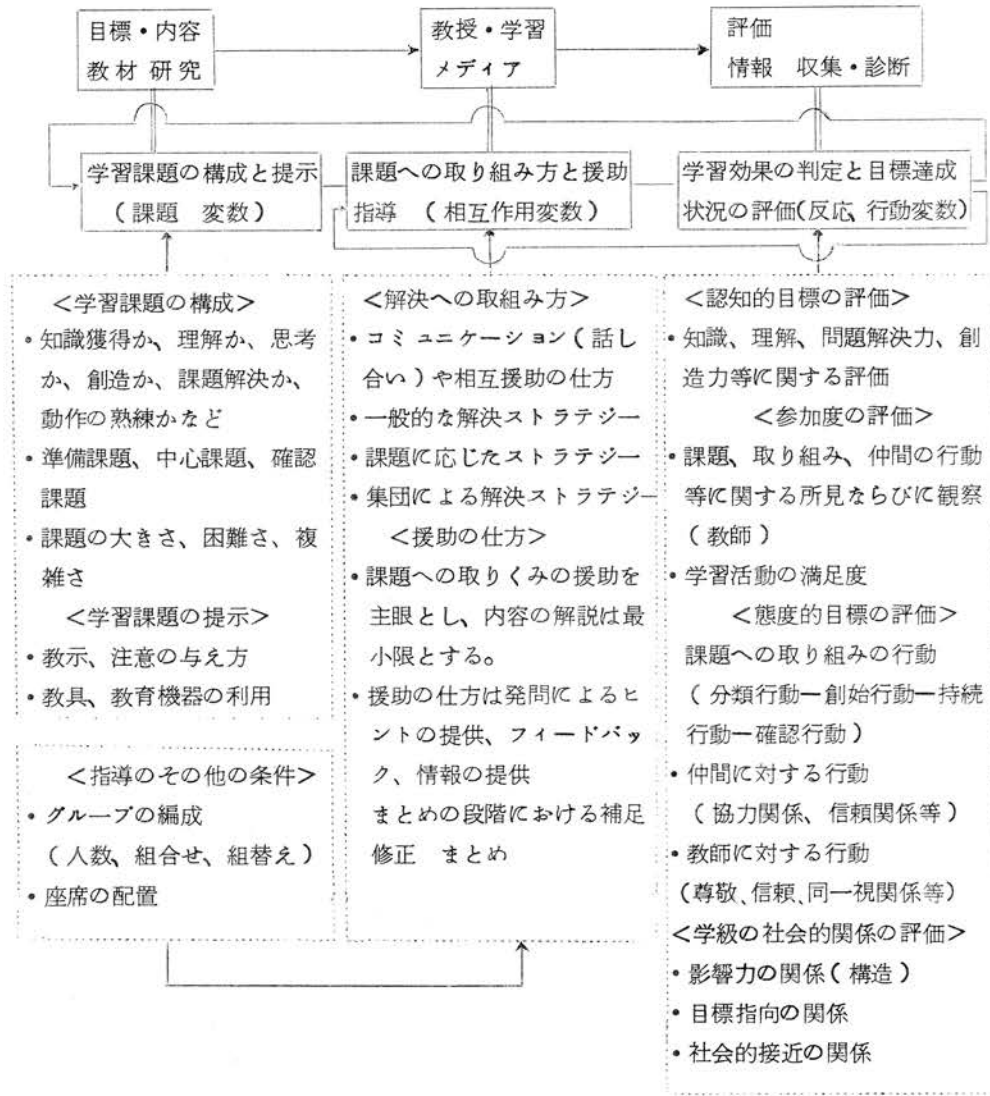 目標・内容
教材 研究
教授・学習
メディア
評価
情報 収集・診断
学習課題の構成と提示
(課題 変数)
課題への取り組み方と援助
指導 (相互作用変数)
学習効果の判定と目標達成
状況の評価(反応、行動変数)
<学習課題の構成>
• 知識獲得か、理解か、思考
か、創造か、課題解決か、
動作の熟練かなど
• 準備課題、中心課題、確認
課題
• 課題の大きさ、困難さ、複
雑さ
<学習課題の提示>
• 教示、注意の与え方
• 教具、教育機器の利用
<指導のその他の条件>
• グループの編成
(人数、組合せ、組替え)
• 座席の配置
<解決への取組み方>
• コミュニケーション(話し
合い)や相互援助の仕方
• 一般的な解決ストラテジー
• 課題に応じたストラテジー
• 集団による解決ストラテジー
<援助の仕方>
• 課題への取りくみの援助を
主眼とし、内容の解説は最
小限とする。
• 援助の仕方は発問によるヒ
ントの提供、フィードバッ
ク、情報の提供
まとめの段階における補足
修正 まとめ
<認知的目標の評価>
• 知識、理解、問題解決力、創
造力等に関する評価
<参加度の評価>
• 課題、取り組み、仲間の行動
等に関する所見ならびに観察
(教師)
• 学習活動の満足度
<態度的目標の評価>
課題への取り組みの行動
(分類行動ー創始行動ー持続
行動ー確認行動)
• 仲間に対する行動
(協力関係、信頼関係等)
• 教師に対する行動
(尊敬、信頼、同一視関係等)
<学級の社会的関係の評価>
• 影響力の関係(構造)
• 目標指向の関係
• 社会的接近の関係